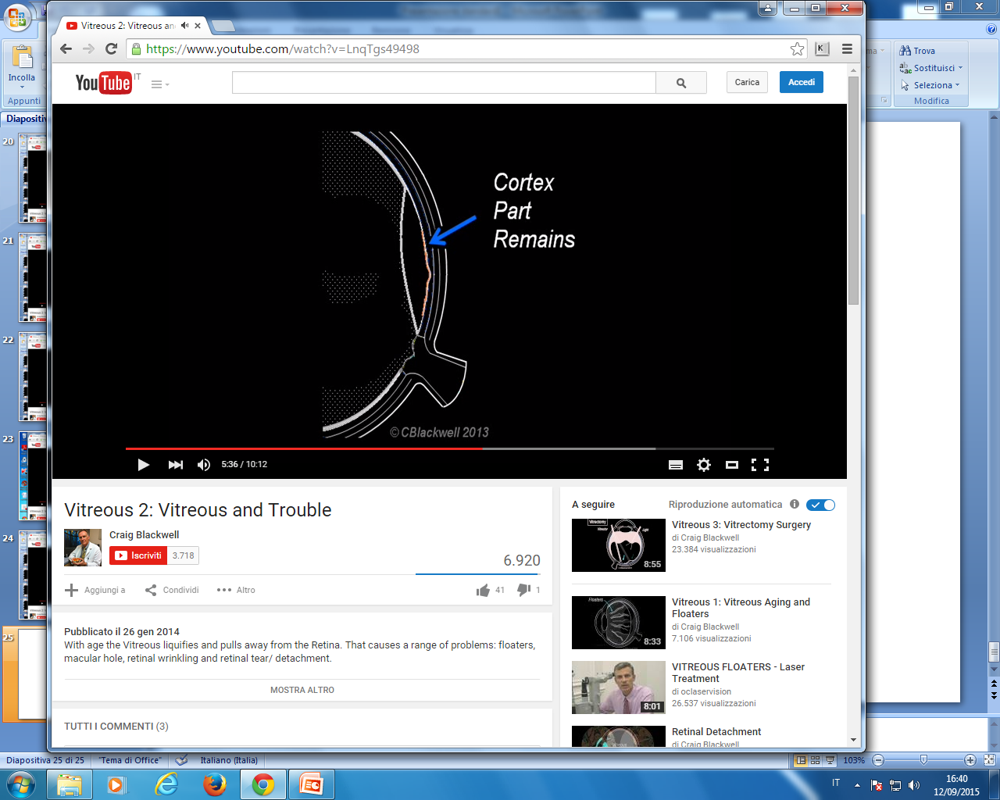 Vitreous 2: Vitreous an
https://www.youtube.com/watch?v=LnqTgs49498
YouTube IT
Carica
Accedi
Incolla
Appunti
Trova
Sostituisci
Seleziona
Modifica
Diapositiv
20
21
22
23
24
25
Cortex
Part
Remains
© CBlackwell 2013
5:36 / 10:12
Vitreous 2: Vitreous and Trouble
Craig Blackwell
Iscriviti 3.718
6.920
Aggiungi a
Condividi
Altro
41
1
Pubblicato il 26 gen 2014
With age the Vitreous liquifies and pulls away from the Retina. That causes a range of problems: floaters,
macular hole, retinal wrinkling and retinal tear/ detachment.
MOSTRA ALTRO
TUTTI I COMMENTI (3)
A seguire
Riproduzione automatica
Vitrectomy
Light
8:55
Vitreous 3: Vitrectomy Surgery
di Craig Blackwell
23.384 visualizzazioni
Floaters
8:33
Vitreous 1: Vitreous Aging and
Floaters
di Craig Blackwell
7.106 visualizzazioni
8:01
VITREOUS FLOATERS - Laser
Treatment
di oclaservision
26.537 visualizzazioni
Retinal Detachment
di Craig Blackwell
Diapositiva 25 di 25
"Tema di Office"
Italiano (Italia)
103%
IT
16:40
12/09/2015